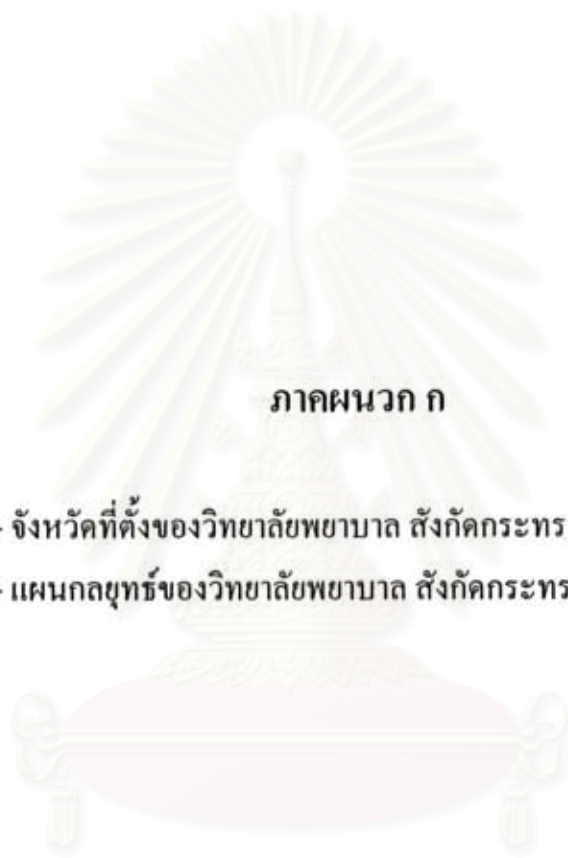 ภาคผนวก ก
- จังหวัดที่ตั้งของวิทยาลัยพยาบาล สังกัดกระทร
- แผนกลยุทธ์ของวิทยาลัยพยาบาล สังกัดกระทร